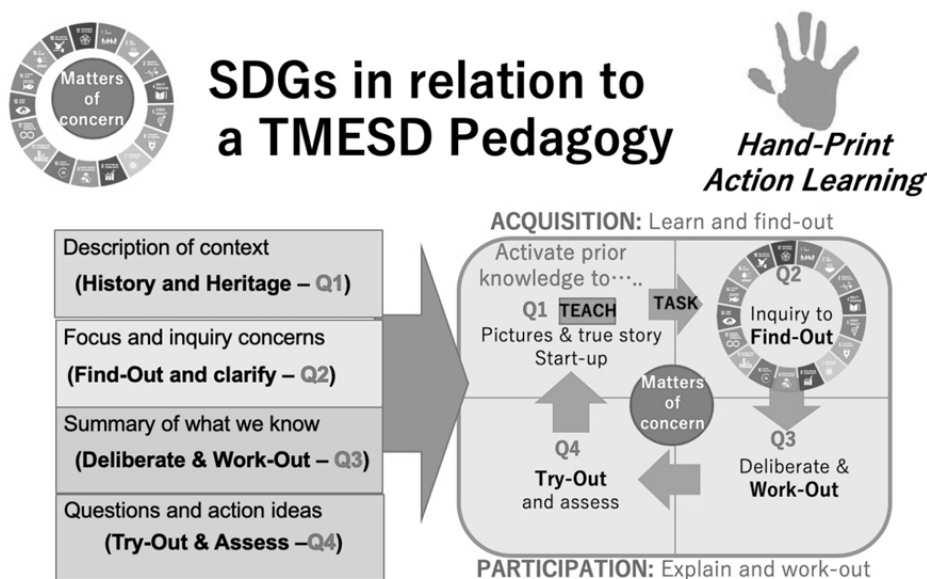 Matters
of
concern
SDGs in relation to
a TMESD Pedagogy
Hand-Print
Action Learning
Description of context
(History and Heritage – Q1)
Focus and inquiry concerns
(Find-Out and clarify – Q2)
Summary of what we know
(Deliberate & Work-Out – Q3)
Questions and action ideas
(Try-Out & Assess –Q4)
ACQUISITION: Learn and find-out
Activate prior
knowledge to…..
Q1 TEACH
Pictures & true story
Start-up
TASK
Q2
Inquiry to
Find-Out
Matters
of
concern
Q3
Deliberate &
Work-Out
Q4
Try-Out
and assess
PARTICIPATION: Explain and work-out